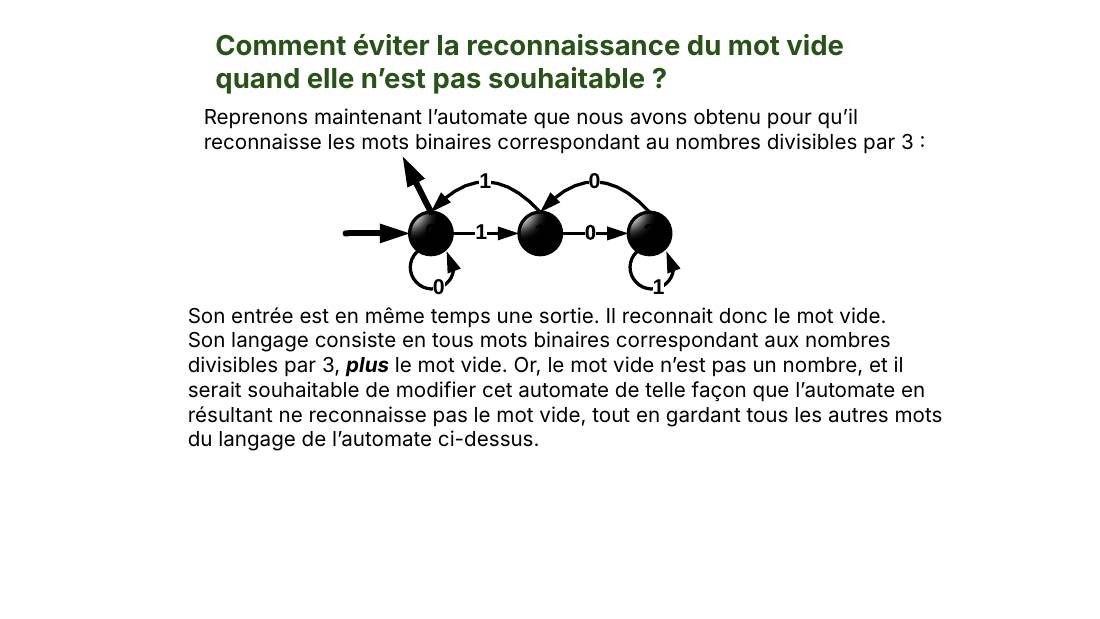 Comment éviter la reconnaissance du mot vide
quand elle n’est pas souhaitable ?
Reprenons maintenant l’automate que nous avons obtenu pour qu’il
reconnaisse les mots binaires correspondant au nombres divisibles par 3 :
1 0
1 0
0 1
Son entrée est en même temps une sortie. Il reconnait donc le mot vide.
Son langage consiste en tous mots binaires correspondant aux nombres
divisibles par 3, plus le mot vide. Or, le mot vide n’est pas un nombre, et il
serait souhaitable de modifier cet automate de telle façon que l’automate en
résultant ne reconnaisse pas le mot vide, tout en gardant tous les autres mots
du langage de l’automate ci-dessus.